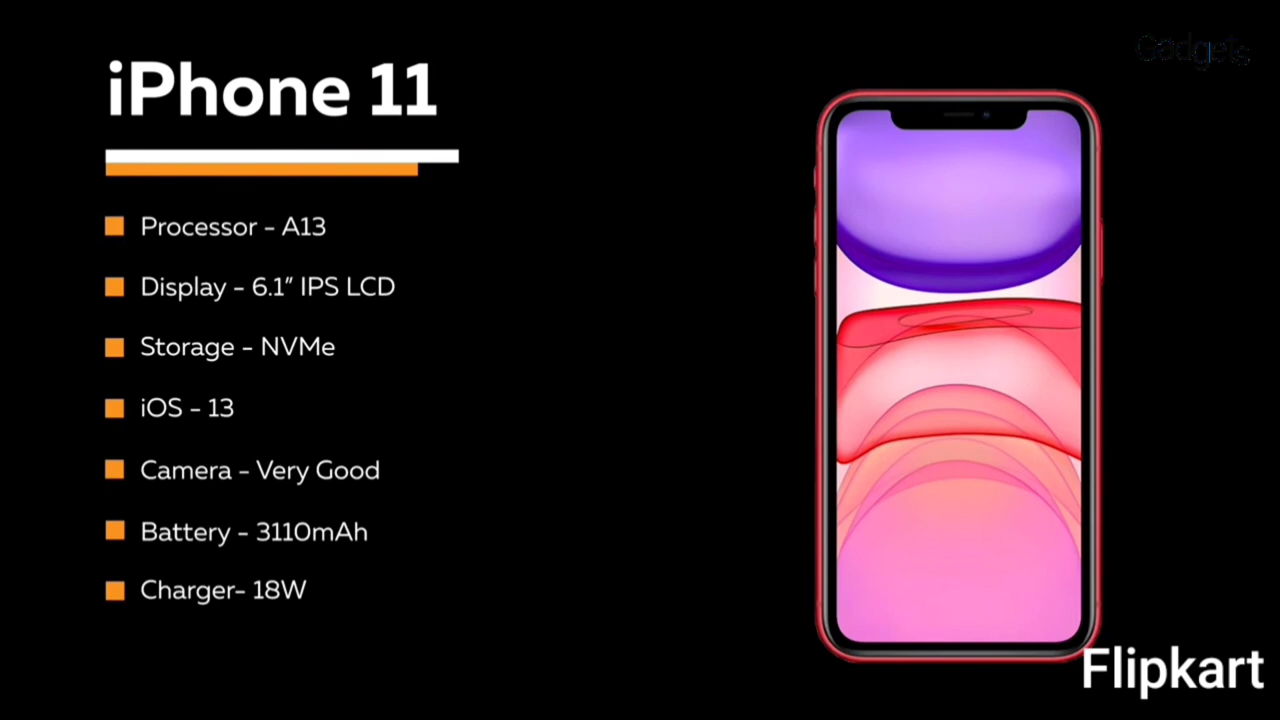 Gadgets
iPhone 11
Processor - A13
Display - 6.1" IPS LCD
Storage - NVMe
iOS - 13
Camera - Very Good
Battery - 3110mAh
Charger- 18W
Flipkart